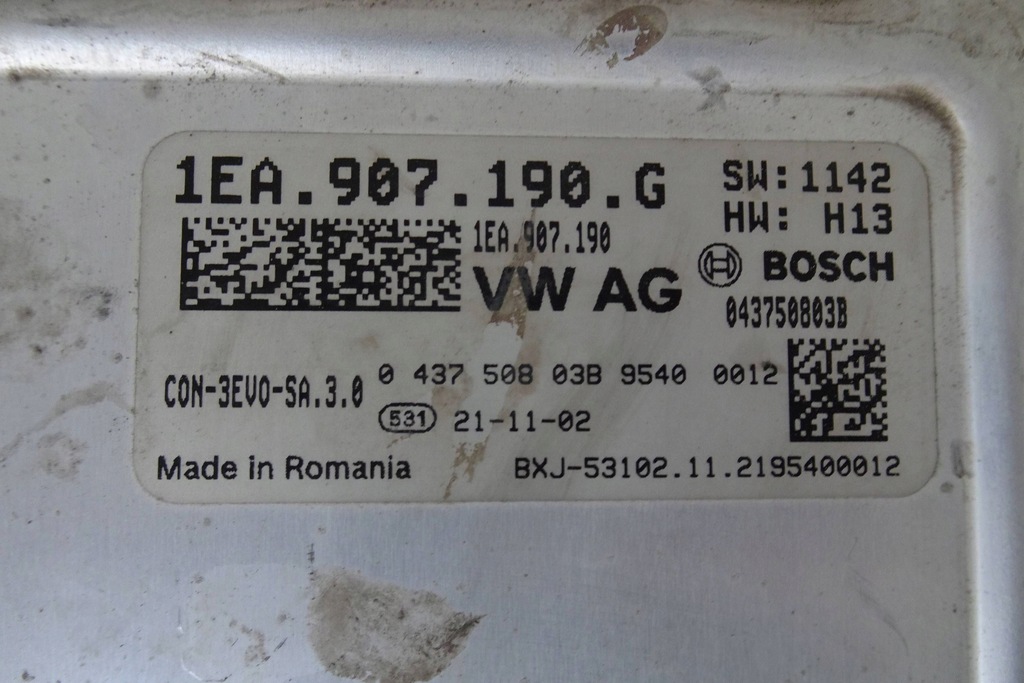 1EA.907.190.G
SW:1142
HW: H13
1EA.907.190
VW AG
BOSCH
043750803B
CON-3EVO-SA.3.0
0 437 508 03B 9540 0012
531 21-11-02
Made in Romania
BXJ-53102.11.2195400012